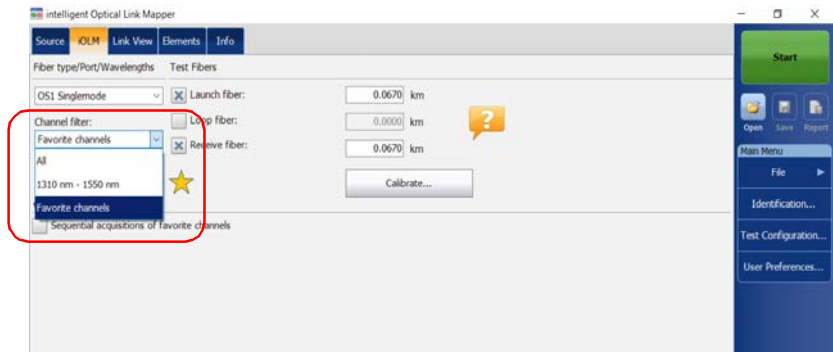 intelligent Optical Link Mapper
Source iOLM Link View Elements Info
Fiber type/Port/Wavelengths Test Fibers
OS1 Singlemode Launch fiber: 0.0670 km
Channel filter: Loop fiber: 0.0000 km
Favorite channels Receive fiber: 0.0670 km
All
1310 nm - 1550 nm Calibrate...
Favorite channels
Sequential acquisitions of favorite channels
Start
Open Save Report
Main Menu
File
Identification...
Test Configuration...
User Preferences...